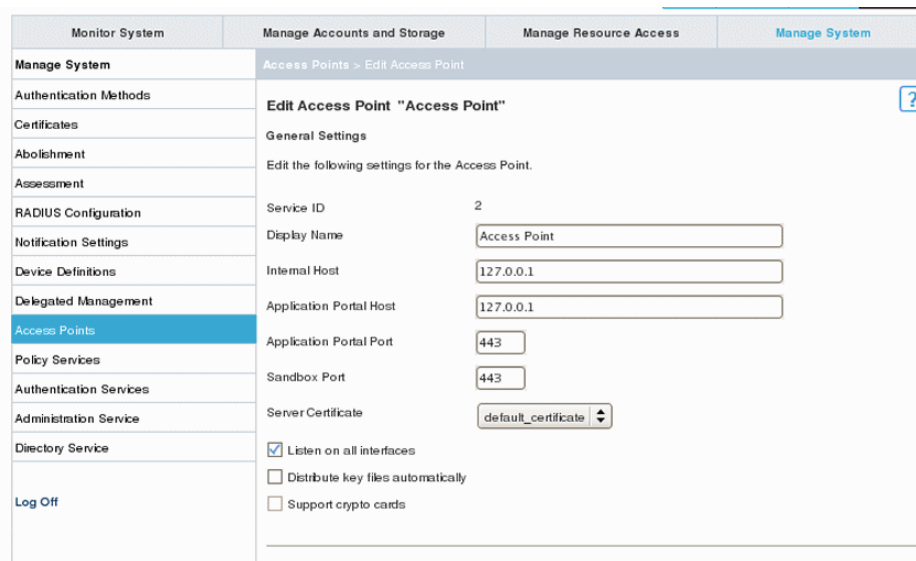 Monitor System
Manage Accounts and Storage
Manage Resource Access
Manage System
Manage System
Authentication Methods
Certificates
Abolishment
Assessment
RADIUS Configuration
Notification Settings
Device Definitions
Delegated Management
Access Points
Policy Services
Authentication Services
Administration Service
Directory Service
Log Off
Access Points > Edit Access Point
Edit Access Point "Access Point"
?
General Settings
Edit the following settings for the Access Point.
Service ID 2
Display Name Access Point
Internal Host 127.0.0.1
Application Portal Host 127.0.0.1
Application Portal Port 443
Sandbox Port 443
Server Certificate default_certificate
Listen on all interfaces
Distribute key files automatically
Support crypto cards